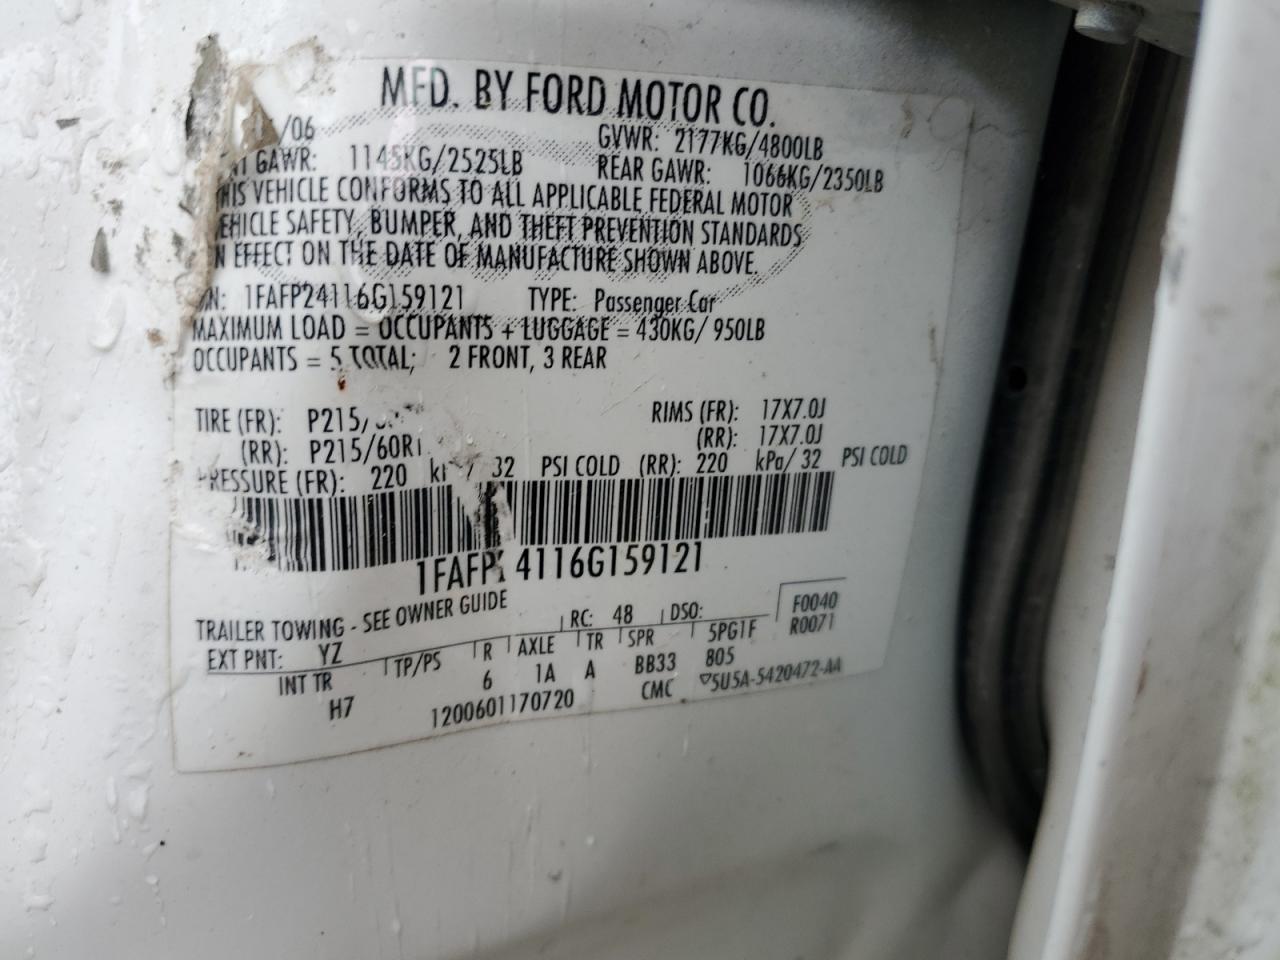 MFD. BY FORD MOTOR CO.
/06 GVWR: 2177KG/4800LB
GAWR: 1145KG/2525LB REAR GAWR: 1066KG/2350LB
HIS VEHICLE CONFORMS TO ALL APPLICABLE FEDERAL MOTOR
EHICLE SAFETY, BUMPER, AND THEFT PREVENTION STANDARDS
N EFFECT ON THE DATE OF MANUFACTURE SHOWN ABOVE.
N: 1FAFP24116G159121 TYPE: Passenger Car
MAXIMUM LOAD = OCCUPANTS + LUGGAGE = 430KG/ 950LB
OCCUPANTS = 5 TOTAL; 2 FRONT, 3 REAR
TIRE (FR): P215/ RIMS (FR): 17X7.0J
(RR): P215/60R1 (RR): 17X7.0J
PRESSURE (FR): 220 k / 32 PSI COLD (RR): 220 kPa/ 32 PSI COLD
1FAFP 4116G159121
TRAILER TOWING - SEE OWNER GUIDE RC: 48 DSO: F0040
EXT PNT: YZ TP/PS R AXLE TR SPR 5PG1F R0071
INT TR 6 1A A BB33 805
H7 1200601170720 CMC ▽5U5A-5420472-AA